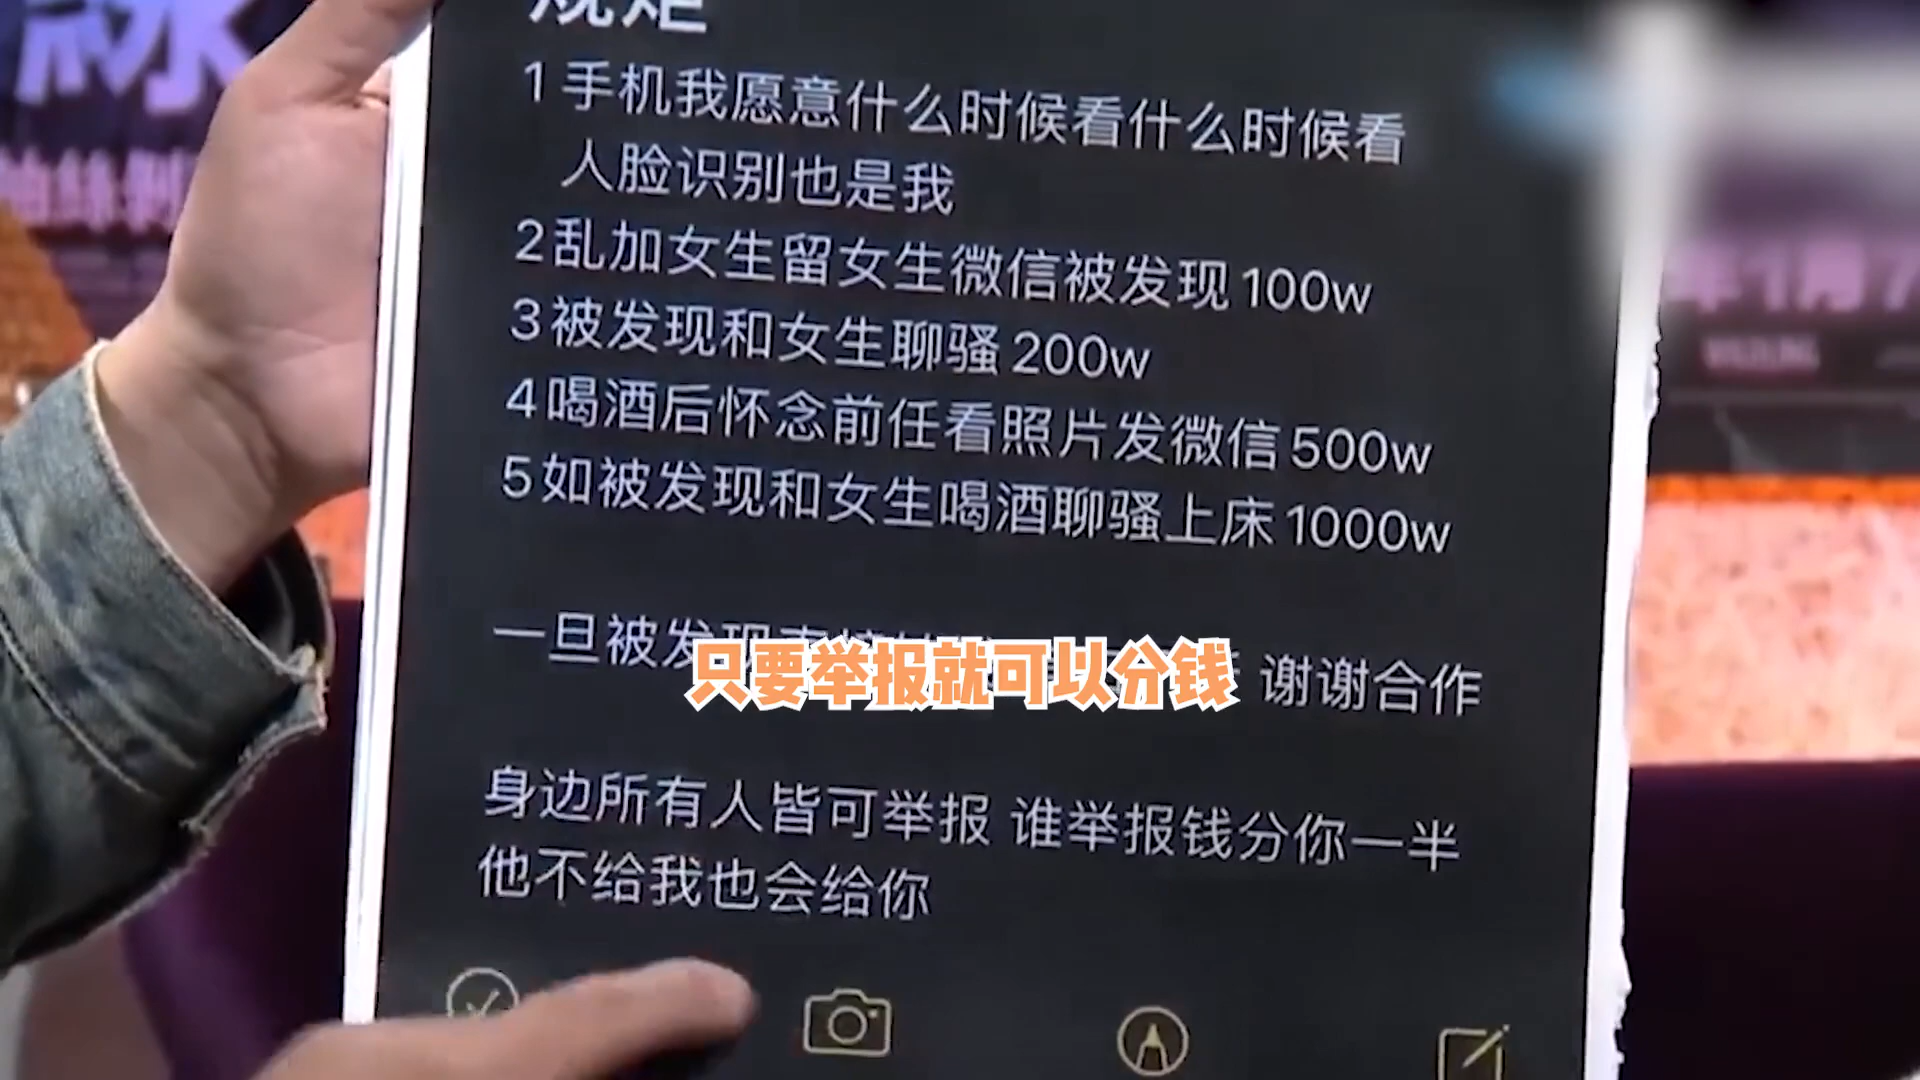 规定
1 手机我愿意什么时候看什么时候看
人脸识别也是我
2 乱加女生留女生微信被发现 100w
3 被发现和女生聊骚 200w
4 喝酒后怀念前任看照片发微信 500w
5 如被发现和女生喝酒聊骚上床 1000w
一旦被发现 谢谢合作
只要举报就可以分钱
身边所有人皆可举报 谁举报钱分你一半
他不给我也会给你
年1月7